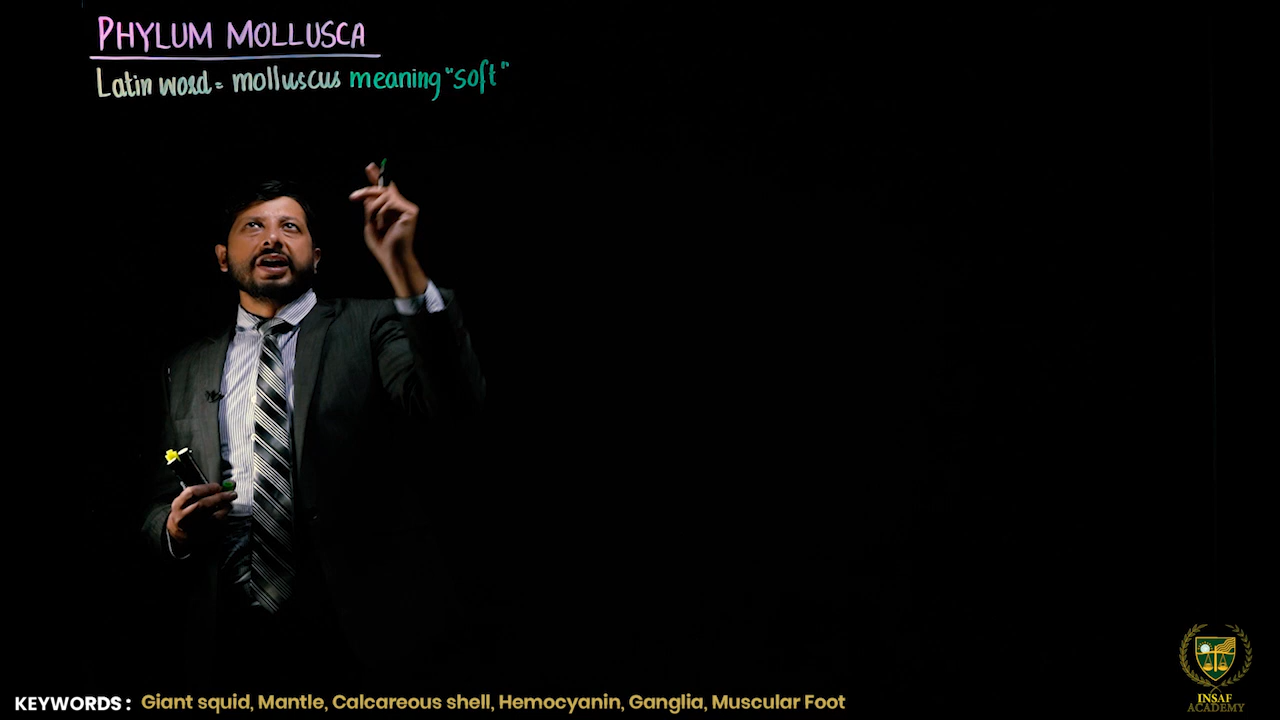 PHYLUM MOLLUSCA
Latin word = molluscus meaning "soft"
KEYWORDS : Giant squid, Mantle, Calcareous shell, Hemocyanin, Ganglia, Muscular Foot
INSAF
ACADEMY